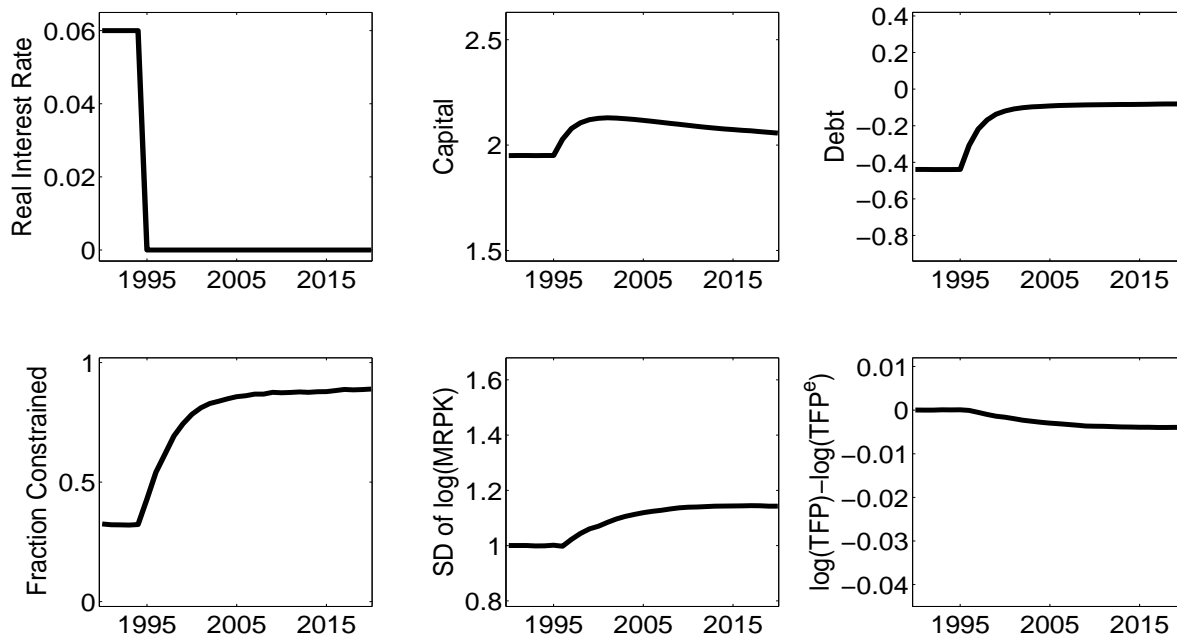 Real Interest Rate
0.06
0.04
0.02
0
1995 2005 2015
Capital
2.5
2
1.5
1995 2005 2015
Debt
0.4
0.2
0
−0.2
−0.4
−0.6
−0.8
1995 2005 2015
Fraction Constrained
1
0.5
0
1995 2005 2015
SD of log(MRPK)
1.6
1.4
1.2
1
0.8
1995 2005 2015
log(TFP)−log(TFPᵉ)
0.01
0
−0.01
−0.02
−0.03
−0.04
1995 2005 2015